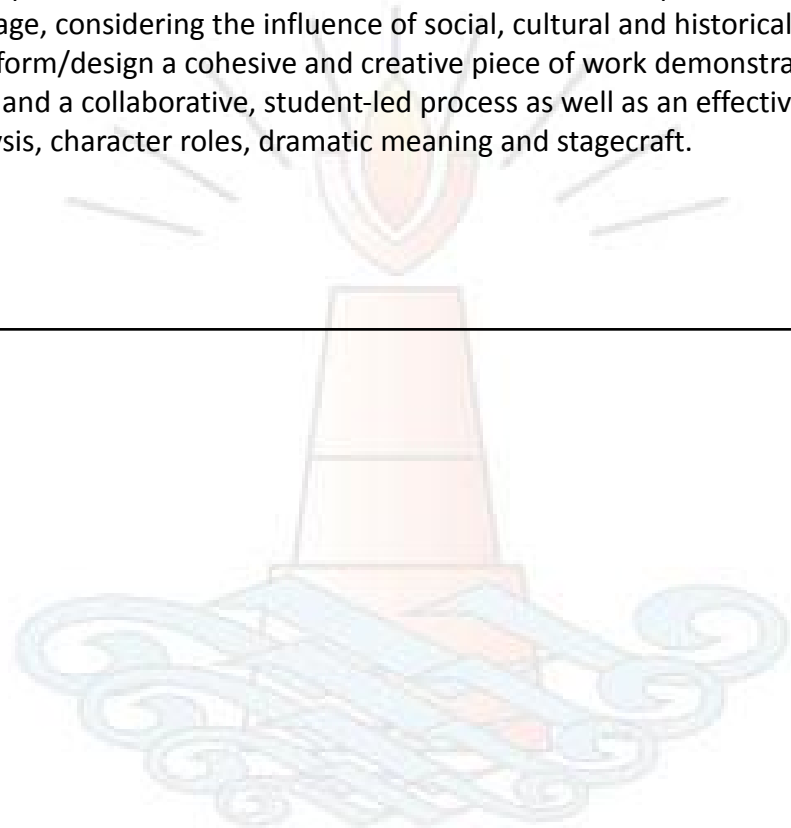 age, considering the influence of social, cultural and historical
form/design a cohesive and creative piece of work demonstra
and a collaborative, student-led process as well as an effectiv
ysis, character roles, dramatic meaning and stagecraft.